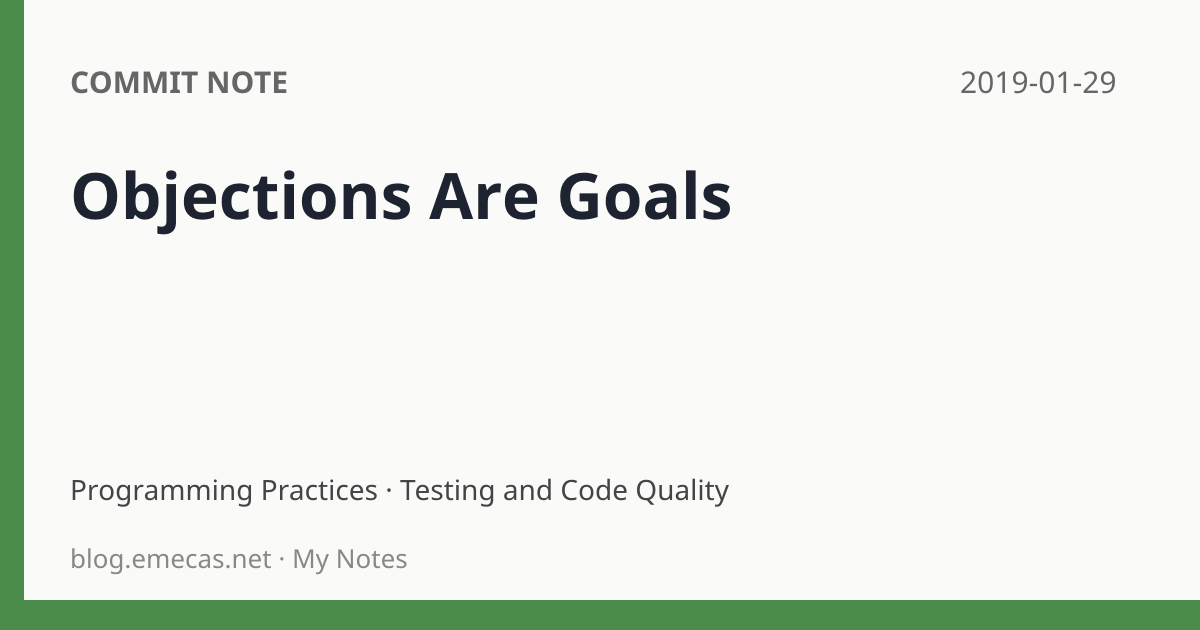 COMMIT NOTE
2019-01-29
Objections Are Goals
Programming Practices · Testing and Code Quality
blog.emecas.net · My Notes